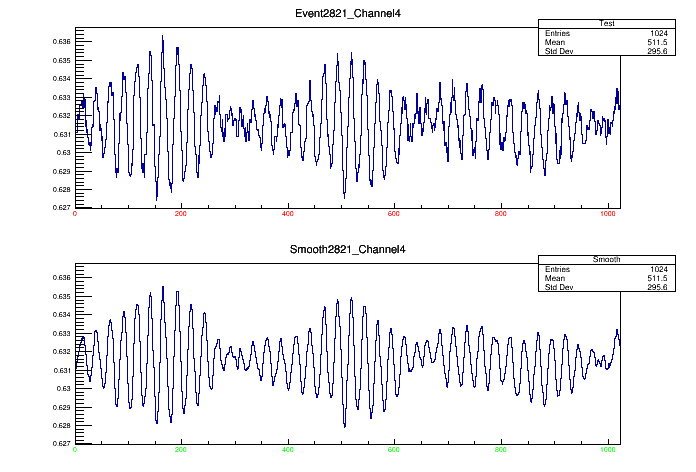 Event2821_Channel4
Test
Entries 1024
Mean 511.5
Std Dev 295.6
0.636
0.635
0.634
0.633
0.632
0.631
0.63
0.629
0.628
0.627
0 200 400 600 800 1000
Smooth2821_Channel4
Smooth
Entries 1024
Mean 511.5
Std Dev 295.6
0.636
0.635
0.634
0.633
0.632
0.631
0.63
0.629
0.628
0.627
0 200 400 600 800 1000